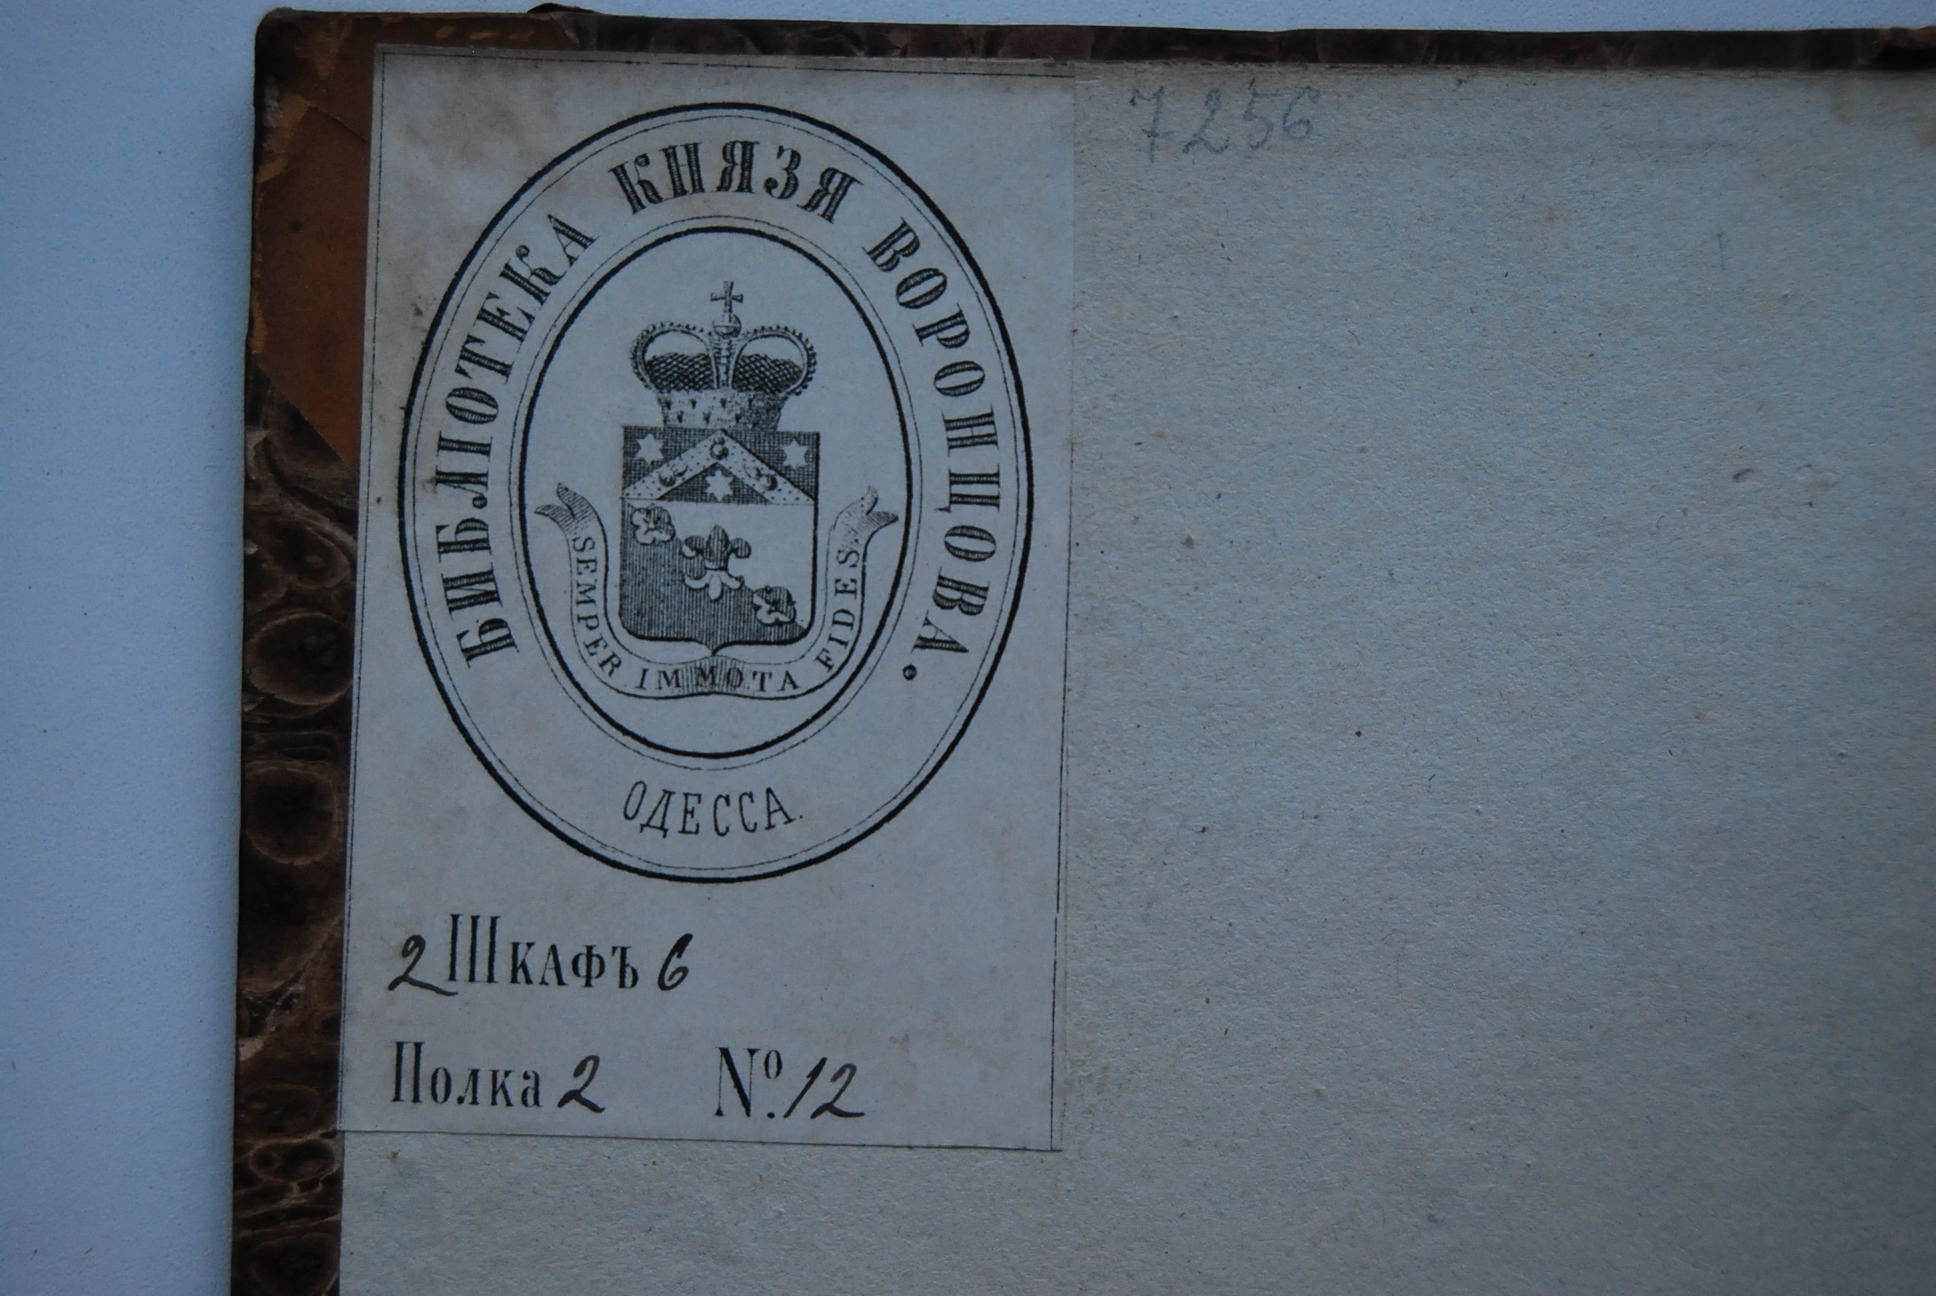 7256
БИБЛІОТЕКА КНЯЗЯ ВОРОНЦОВА.
SEMPER IMMOTA FIDES
ОДЕССА.
2 Шкафъ 6
Полка 2 №. 12